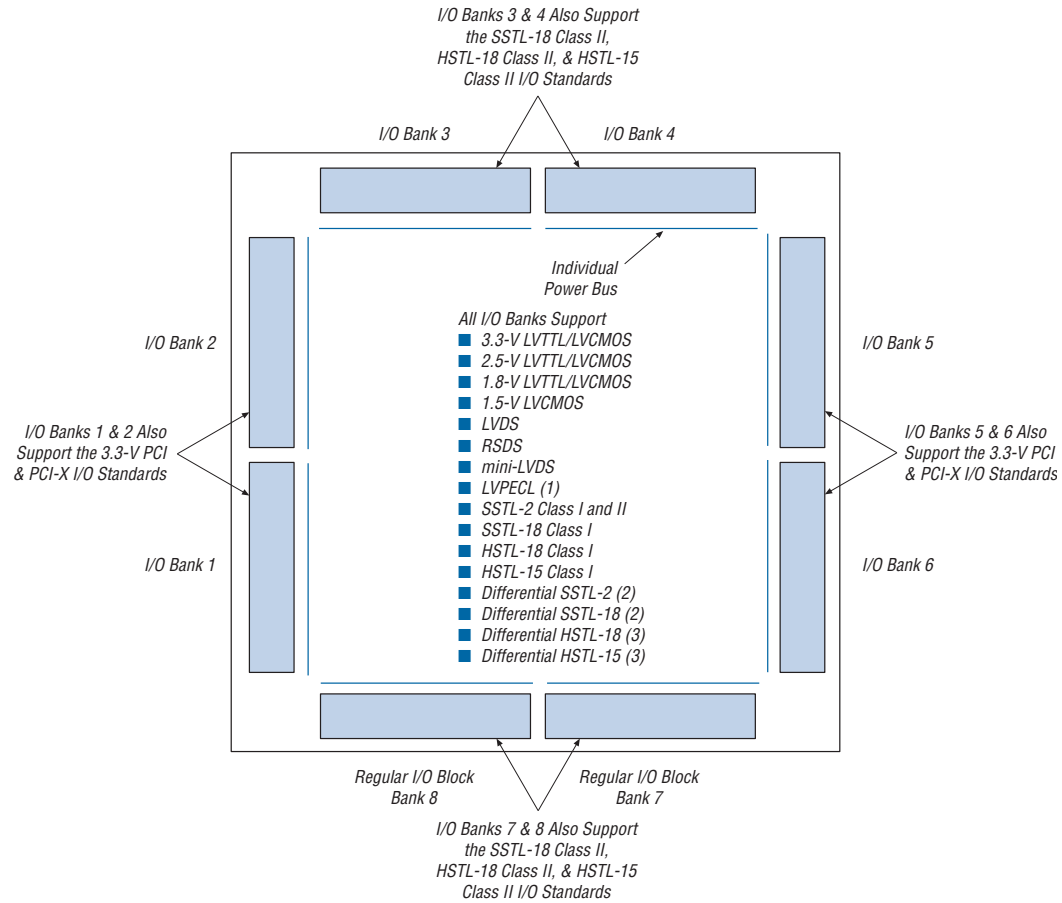 I/O Banks 3 & 4 Also Support
the SSTL-18 Class II,
HSTL-18 Class II, & HSTL-15
Class II I/O Standards
I/O Bank 3
I/O Bank 4
Individual
Power Bus
All I/O Banks Support
■ 3.3-V LVTTL/LVCMOS
■ 2.5-V LVTTL/LVCMOS
■ 1.8-V LVTTL/LVCMOS
■ 1.5-V LVCMOS
■ LVDS
■ RSDS
■ mini-LVDS
■ LVPECL (1)
■ SSTL-2 Class I and II
■ SSTL-18 Class I
■ HSTL-18 Class I
■ HSTL-15 Class I
■ Differential SSTL-2 (2)
■ Differential SSTL-18 (2)
■ Differential HSTL-18 (3)
■ Differential HSTL-15 (3)
I/O Bank 2
I/O Banks 1 & 2 Also
Support the 3.3-V PCI
& PCI-X I/O Standards
I/O Bank 1
I/O Bank 5
I/O Banks 5 & 6 Also
Support the 3.3-V PCI
& PCI-X I/O Standards
I/O Bank 6
Regular I/O Block
Bank 8
Regular I/O Block
Bank 7
I/O Banks 7 & 8 Also Support
the SSTL-18 Class II,
HSTL-18 Class II, & HSTL-15
Class II I/O Standards